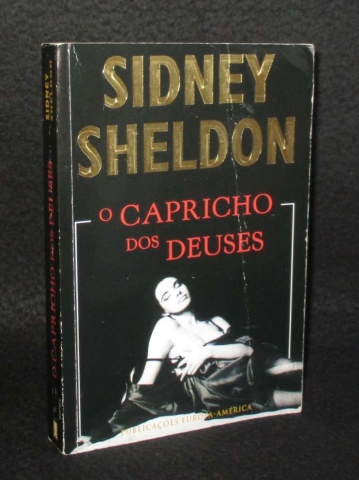 SIDNEY
SHELDON
O CAPRICHO
DOS DEUSES
PUBLICAÇÕES EUROPA-AMÉRICA
SIDNEY
SHELDON
O CAPRICHO DOS DEUSES